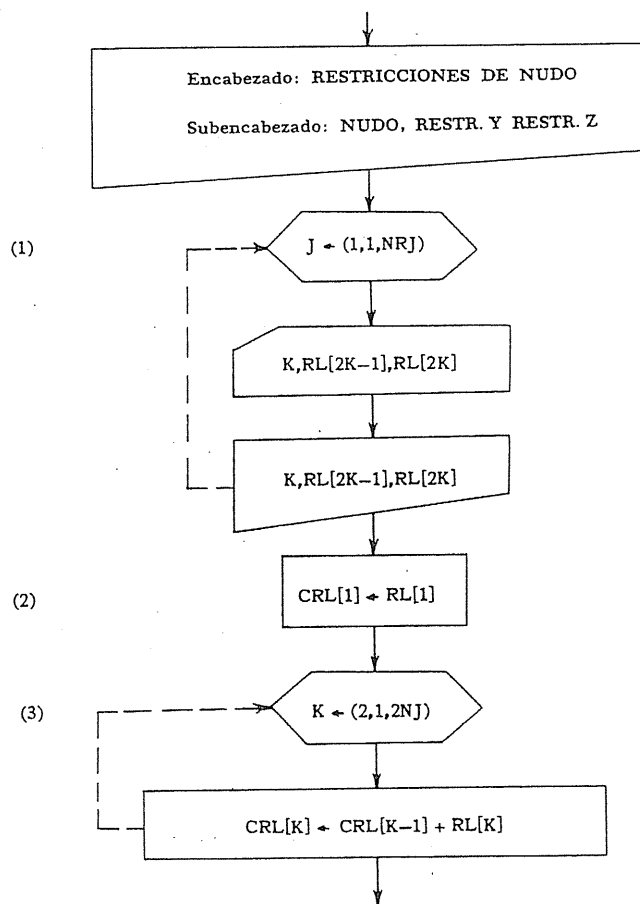 Encabezado: RESTRICCIONES DE NUDO
Subencabezado: NUDO, RESTR. Y RESTR. Z
(1)
J ← (1,1,NRJ)
K,RL[2K−1],RL[2K]
K,RL[2K−1],RL[2K]
(2)
CRL[1] ← RL[1]
(3)
K ← (2,1,2NJ)
CRL[K] ← CRL[K−1] + RL[K]